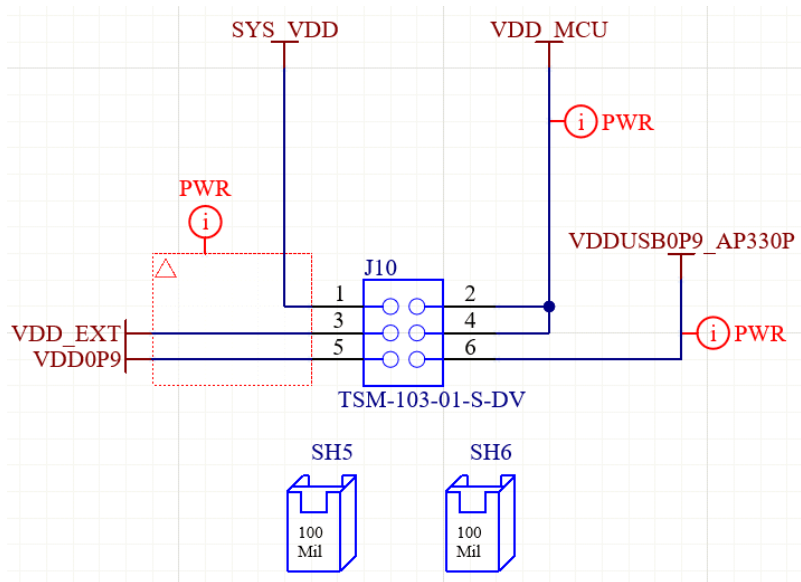 SYS_VDD
VDD_MCU
i PWR
PWR
i
VDDUSB0P9_AP330P
J10
1 2
3 4
5 6
VDD_EXT
VDD0P9
i PWR
TSM-103-01-S-DV
SH5
SH6
100
Mil
100
Mil